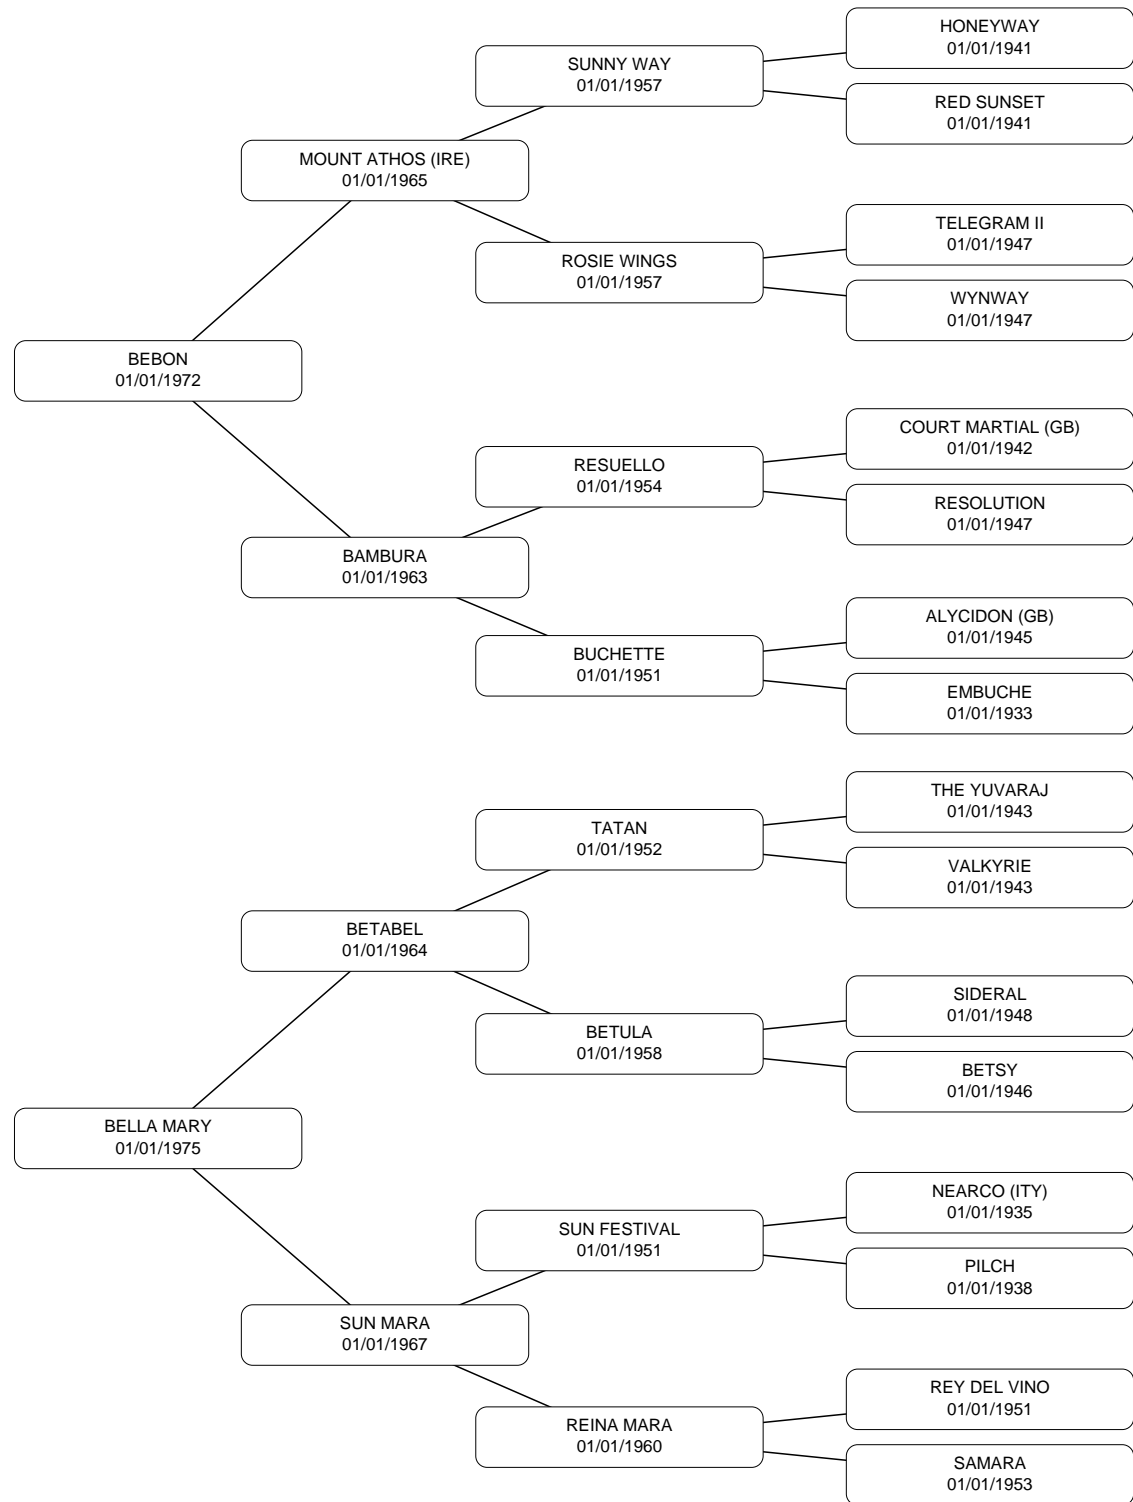 HONEYWAY
01/01/1941
SUNNY WAY
01/01/1957
RED SUNSET
01/01/1941
MOUNT ATHOS (IRE)
01/01/1965
TELEGRAM II
01/01/1947
ROSIE WINGS
01/01/1957
WYNWAY
01/01/1947
BEBON
01/01/1972
COURT MARTIAL (GB)
01/01/1942
RESUELLO
01/01/1954
RESOLUTION
01/01/1947
BAMBURA
01/01/1963
ALYCIDON (GB)
01/01/1945
BUCHETTE
01/01/1951
EMBUCHE
01/01/1933
THE YUVARAJ
01/01/1943
TATAN
01/01/1952
VALKYRIE
01/01/1943
BETABEL
01/01/1964
SIDERAL
01/01/1948
BETULA
01/01/1958
BETSY
01/01/1946
BELLA MARY
01/01/1975
NEARCO (ITY)
01/01/1935
SUN FESTIVAL
01/01/1951
PILCH
01/01/1938
SUN MARA
01/01/1967
REY DEL VINO
01/01/1951
REINA MARA
01/01/1960
SAMARA
01/01/1953